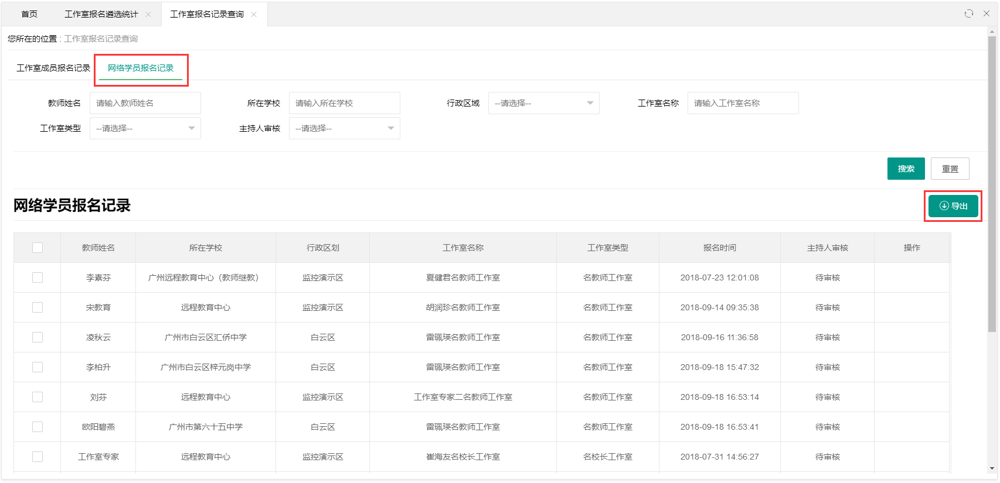 首页 工作室报名遴选统计 工作室报名记录查询
您所在的位置 : 工作室报名记录查询
工作室成员报名记录 网络学员报名记录
教师姓名 请输入教师姓名 所在学校 请输入所在学校 行政区域 --请选择-- 工作室名称 请输入工作室名称
工作室类型 --请选择-- 主持人审核 --请选择--
搜索 重置
网络学员报名记录 导出
教师姓名 所在学校 行政区划 工作室名称 工作室类型 报名时间 主持人审核 操作
李素芬 广州远程教育中心（教师继教） 监控演示区 夏健君名教师工作室 名教师工作室 2018-07-23 12:01:08 待审核
宋教育 远程教育中心 监控演示区 胡润珍名教师工作室 名教师工作室 2018-09-14 09:35:38 待审核
凌秋云 广州市白云区汇侨中学 白云区 雷珮瑛名教师工作室 名教师工作室 2018-09-16 11:36:58 待审核
李柏升 广州市白云区梓元岗中学 白云区 雷珮瑛名教师工作室 名教师工作室 2018-09-18 15:47:32 待审核
刘芬 远程教育中心 监控演示区 工作室专家二名教师工作室 名教师工作室 2018-09-18 16:53:14 待审核
欧阳碧燕 广州市第六十五中学 白云区 雷珮瑛名教师工作室 名教师工作室 2018-09-18 16:53:41 待审核
工作室专家 远程教育中心 监控演示区 崔海友名校长工作室 名校长工作室 2018-07-31 14:56:27 待审核